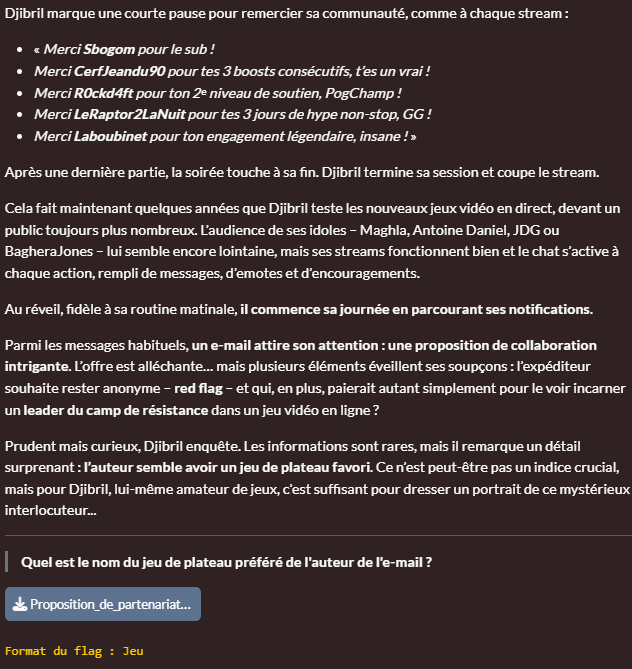 Djibril marque une courte pause pour remercier sa communauté, comme à chaque stream :
• « Merci Sbogom pour le sub !
• Merci CerfJeandu90 pour tes 3 boosts consécutifs, t'es un vrai !
• Merci R0ckd4ft pour ton 2ᵉ niveau de soutien, PogChamp !
• Merci LeRaptor2LaNuit pour tes 3 jours de hype non-stop, GG !
• Merci Laboubinet pour ton engagement légendaire, insane ! »
Après une dernière partie, la soirée touche à sa fin. Djibril termine sa session et coupe le stream.
Cela fait maintenant quelques années que Djibril teste les nouveaux jeux vidéo en direct, devant un
public toujours plus nombreux. L'audience de ses idoles – Maghla, Antoine Daniel, JDG ou
BagheraJones – lui semble encore lointaine, mais ses streams fonctionnent bien et le chat s'active à
chaque action, rempli de messages, d'emotes et d'encouragements.
Au réveil, fidèle à sa routine matinale, il commence sa journée en parcourant ses notifications.
Parmi les messages habituels, un e-mail attire son attention : une proposition de collaboration
intrigante. L'offre est alléchante... mais plusieurs éléments éveillent ses soupçons : l'expéditeur
souhaite rester anonyme – red flag – et qui, en plus, paierait autant simplement pour le voir incarner
un leader du camp de résistance dans un jeu vidéo en ligne ?
Prudent mais curieux, Djibril enquête. Les informations sont rares, mais il remarque un détail
surprenant : l'auteur semble avoir un jeu de plateau favori. Ce n'est peut-être pas un indice crucial,
mais pour Djibril, lui-même amateur de jeux, c'est suffisant pour dresser un portrait de ce mystérieux
interlocuteur...
Quel est le nom du jeu de plateau préféré de l'auteur de l'e-mail ?
Proposition_de_partenariat...
Format du flag : Jeu